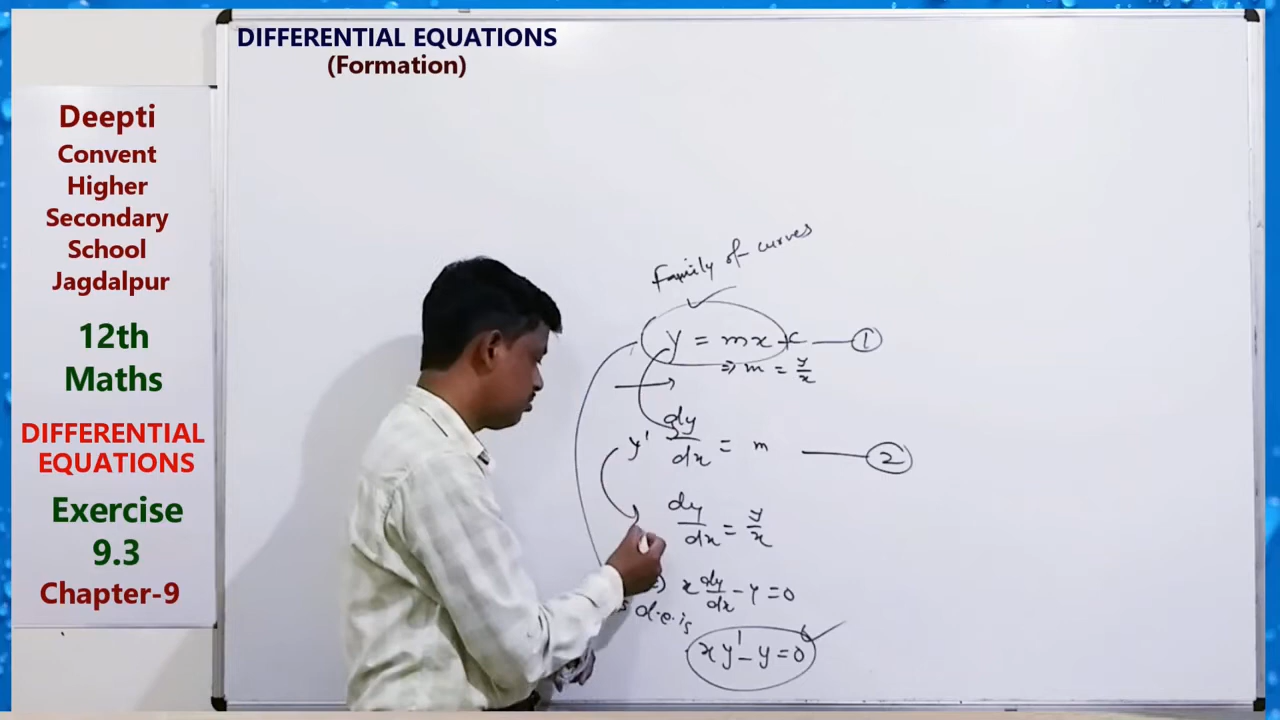 DIFFERENTIAL EQUATIONS
(Formation)
Deepti
Convent
Higher
Secondary
School
Jagdalpur
12th
Maths
DIFFERENTIAL
EQUATIONS
Exercise
9.3
Chapter-9
Family of curves
y = mx — ①
⇒ m = y/x
y' dy/dx = m — ②
dy/dx = y/x
x dy/dx - y = 0
d.e. is
xy' - y = 0